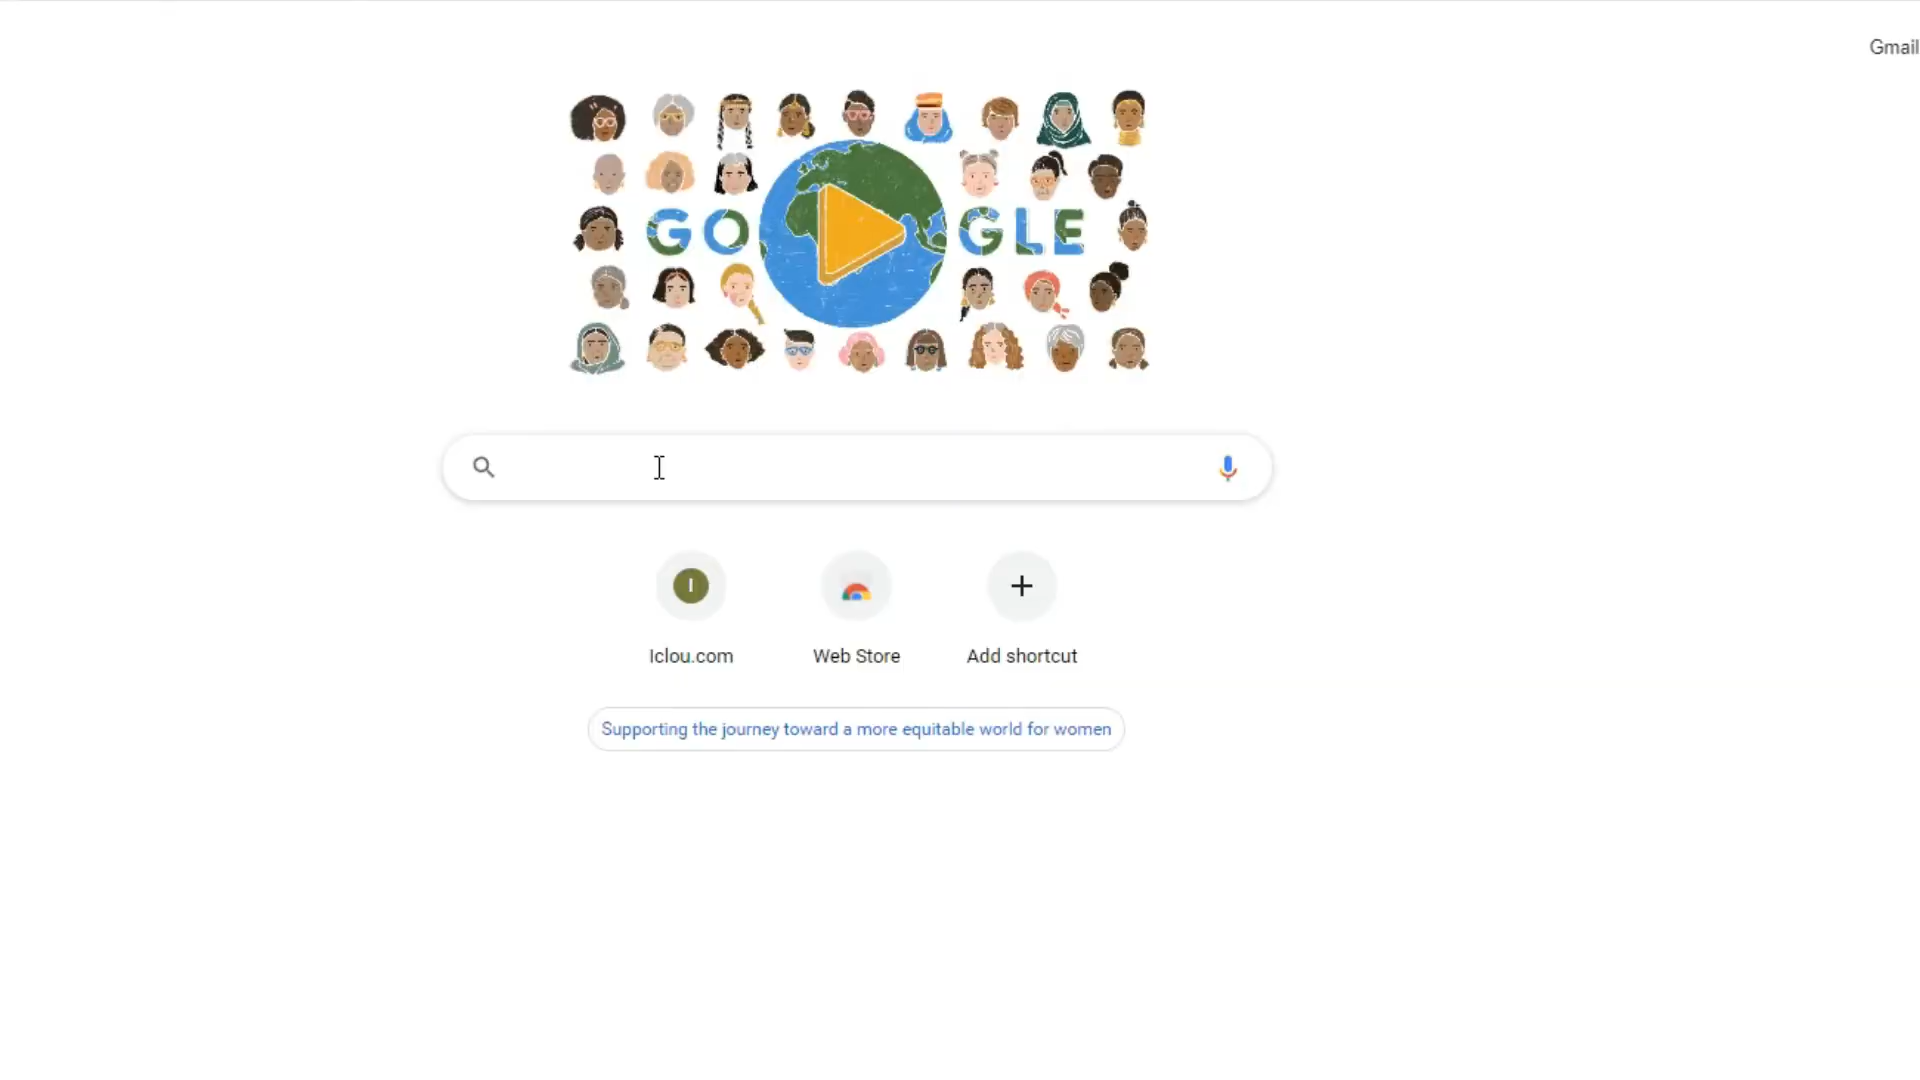 Gmail
GO GLE
Iclou.com
Web Store
Add shortcut
Supporting the journey toward a more equitable world for women